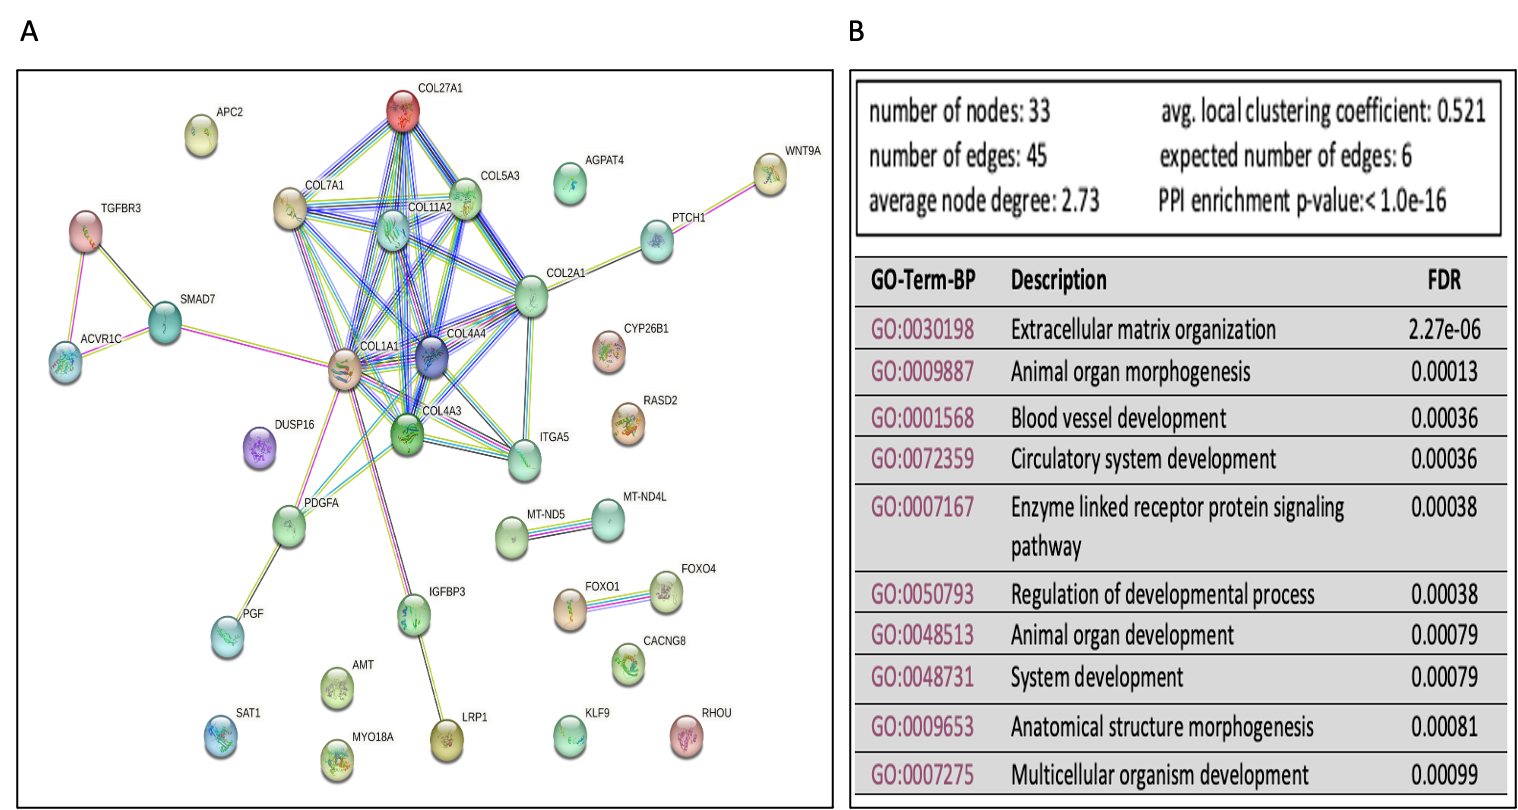 A
B
COL27A1
APC2
WNT9A
AGPAT4
COL5A3
COL7A1
COL11A2
TGFBR3
PTCH1
COL2A1
SMAD7
CYP26B1
COL4A4
ACVR1C
COL1A1
RASD2
COL4A3
DUSP16
ITGA5
MT-ND4L
PDGFA
MT-ND5
FOXO4
FOXO1
IGFBP3
PGF
CACNG8
AMT
SAT1
LRP1
KLF9
RHOU
MYO18A
number of nodes: 33 avg. local clustering coefficient: 0.521
number of edges: 45 expected number of edges: 6
average node degree: 2.73 PPI enrichment p-value:< 1.0e-16
GO-Term-BP Description FDR
GO:0030198 Extracellular matrix organization 2.27e-06
GO:0009887 Animal organ morphogenesis 0.00013
GO:0001568 Blood vessel development 0.00036
GO:0072359 Circulatory system development 0.00036
GO:0007167 Enzyme linked receptor protein signaling 0.00038
pathway
GO:0050793 Regulation of developmental process 0.00038
GO:0048513 Animal organ development 0.00079
GO:0048731 System development 0.00079
GO:0009653 Anatomical structure morphogenesis 0.00081
GO:0007275 Multicellular organism development 0.00099